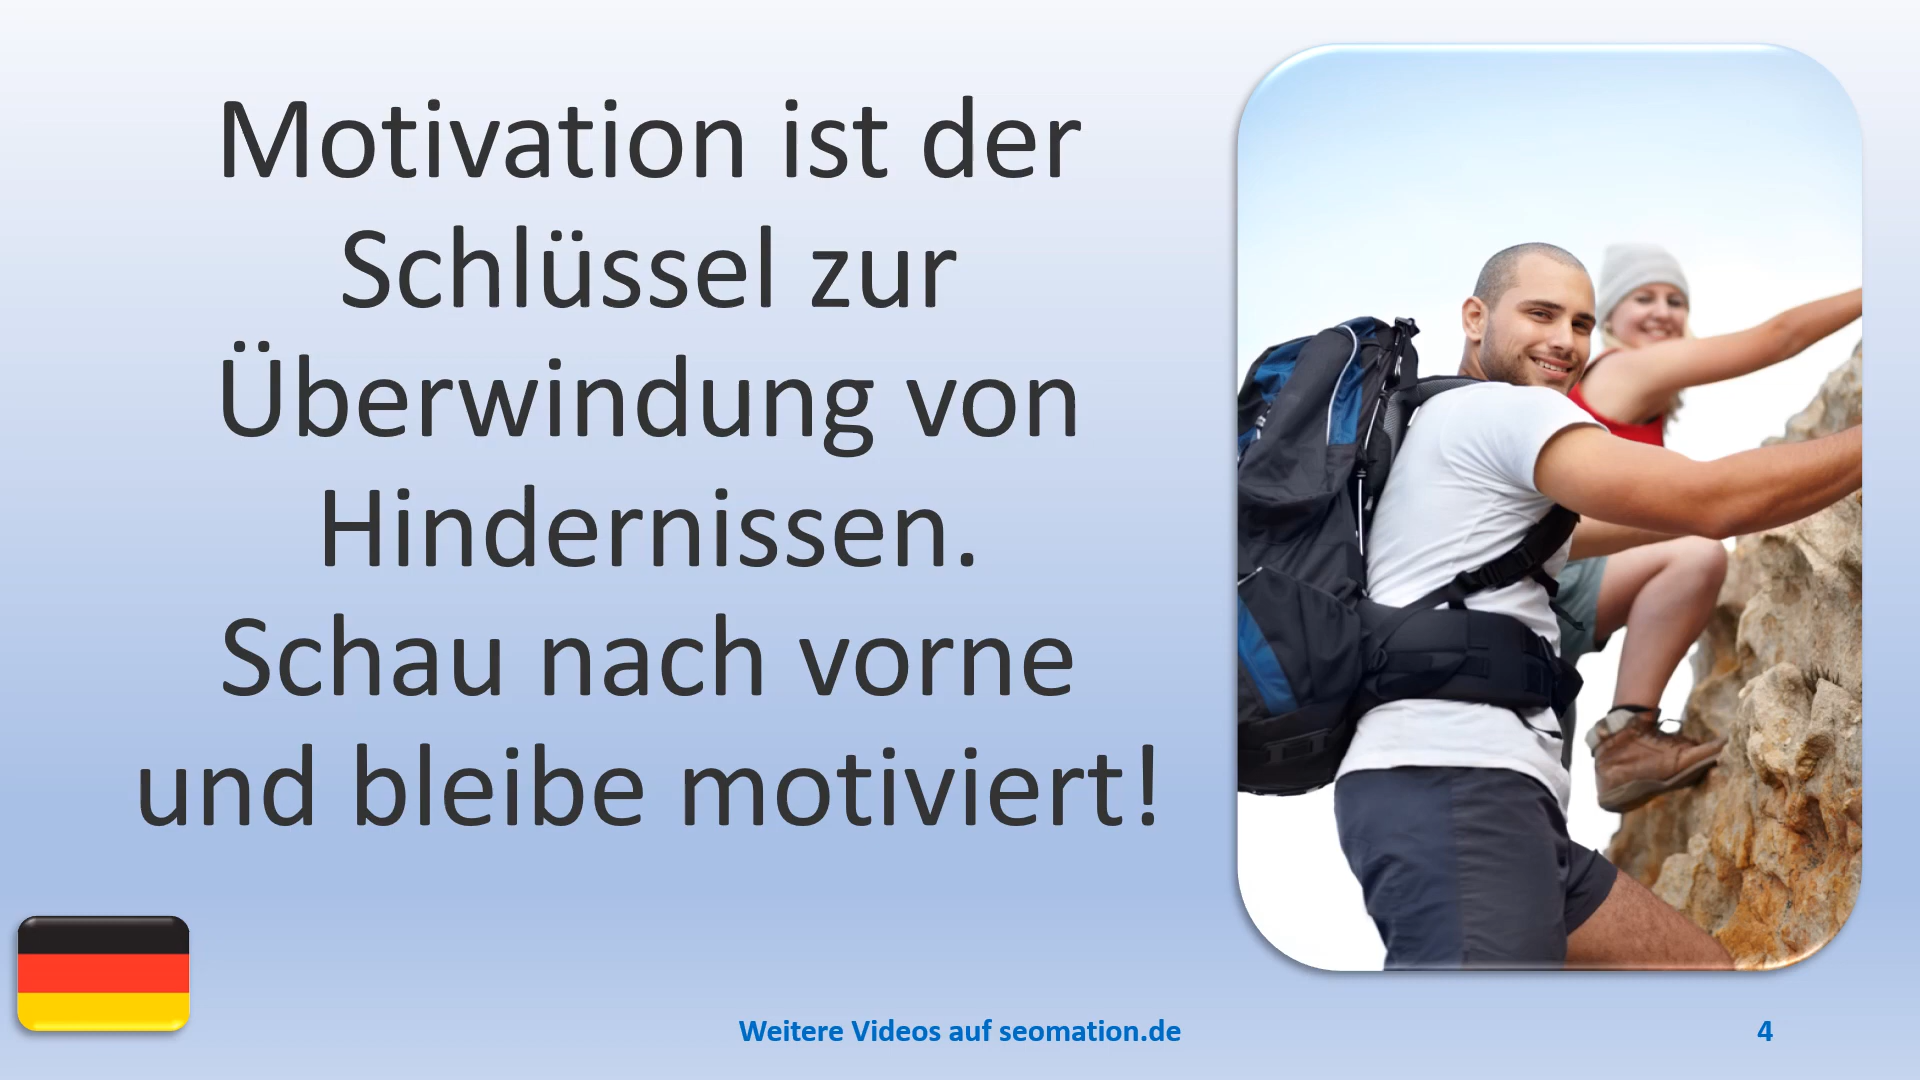 Motivation ist der
Schlüssel zur
Überwindung von
Hindernissen.
Schau nach vorne
und bleibe motiviert!
Weitere Videos auf seomation.de
4